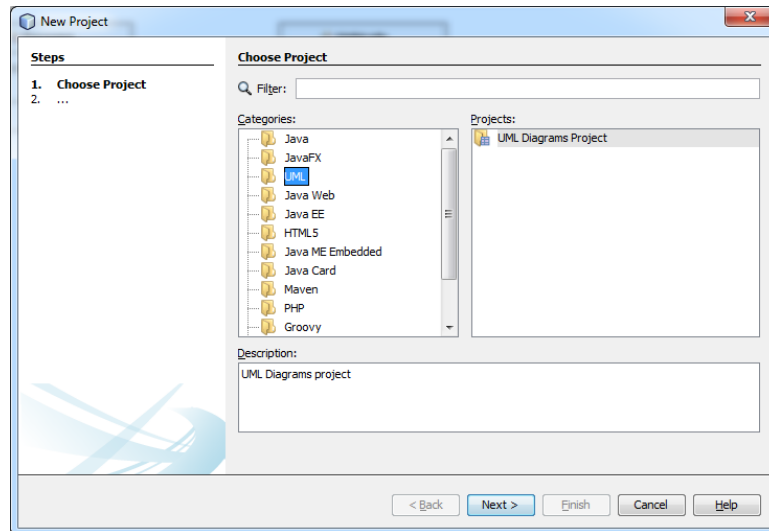 New Project
Steps
1. Choose Project
2. ...
Choose Project
Filter:
Categories:
Java
JavaFX
UML
Java Web
Java EE
HTML5
Java ME Embedded
Java Card
Maven
PHP
Groovy
Projects:
UML Diagrams Project
Description:
UML Diagrams project
< Back
Next >
Finish
Cancel
Help